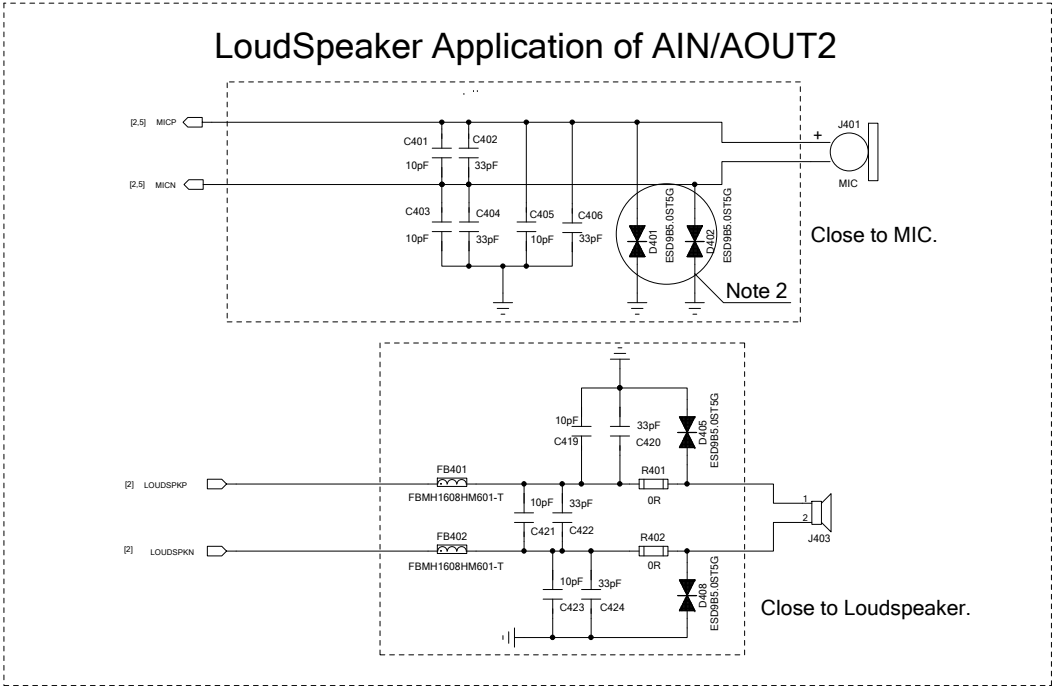 LoudSpeaker Application of AIN/AOUT2
[2,5] MICP
J401
+
C401
C402
10pF
33pF
[2,5] MICN
MIC
C403
C404
C405
C406
10pF
33pF
10pF
33pF
D401
ESD9B5.0ST5G
D402
ESD9B5.0ST5G
Close to MIC.
Note 2
10pF
C419
33pF
C420
D405
ESD9B5.0ST5G
[2] LOUDSPKP
FB401
FBMH1608HM601-T
R401
0R
10pF
33pF
C421
C422
1
2
J403
[2] LOUDSPKN
FB402
FBMH1608HM601-T
R402
0R
10pF
33pF
C423
C424
D408
ESD9B5.0ST5G
Close to Loudspeaker.